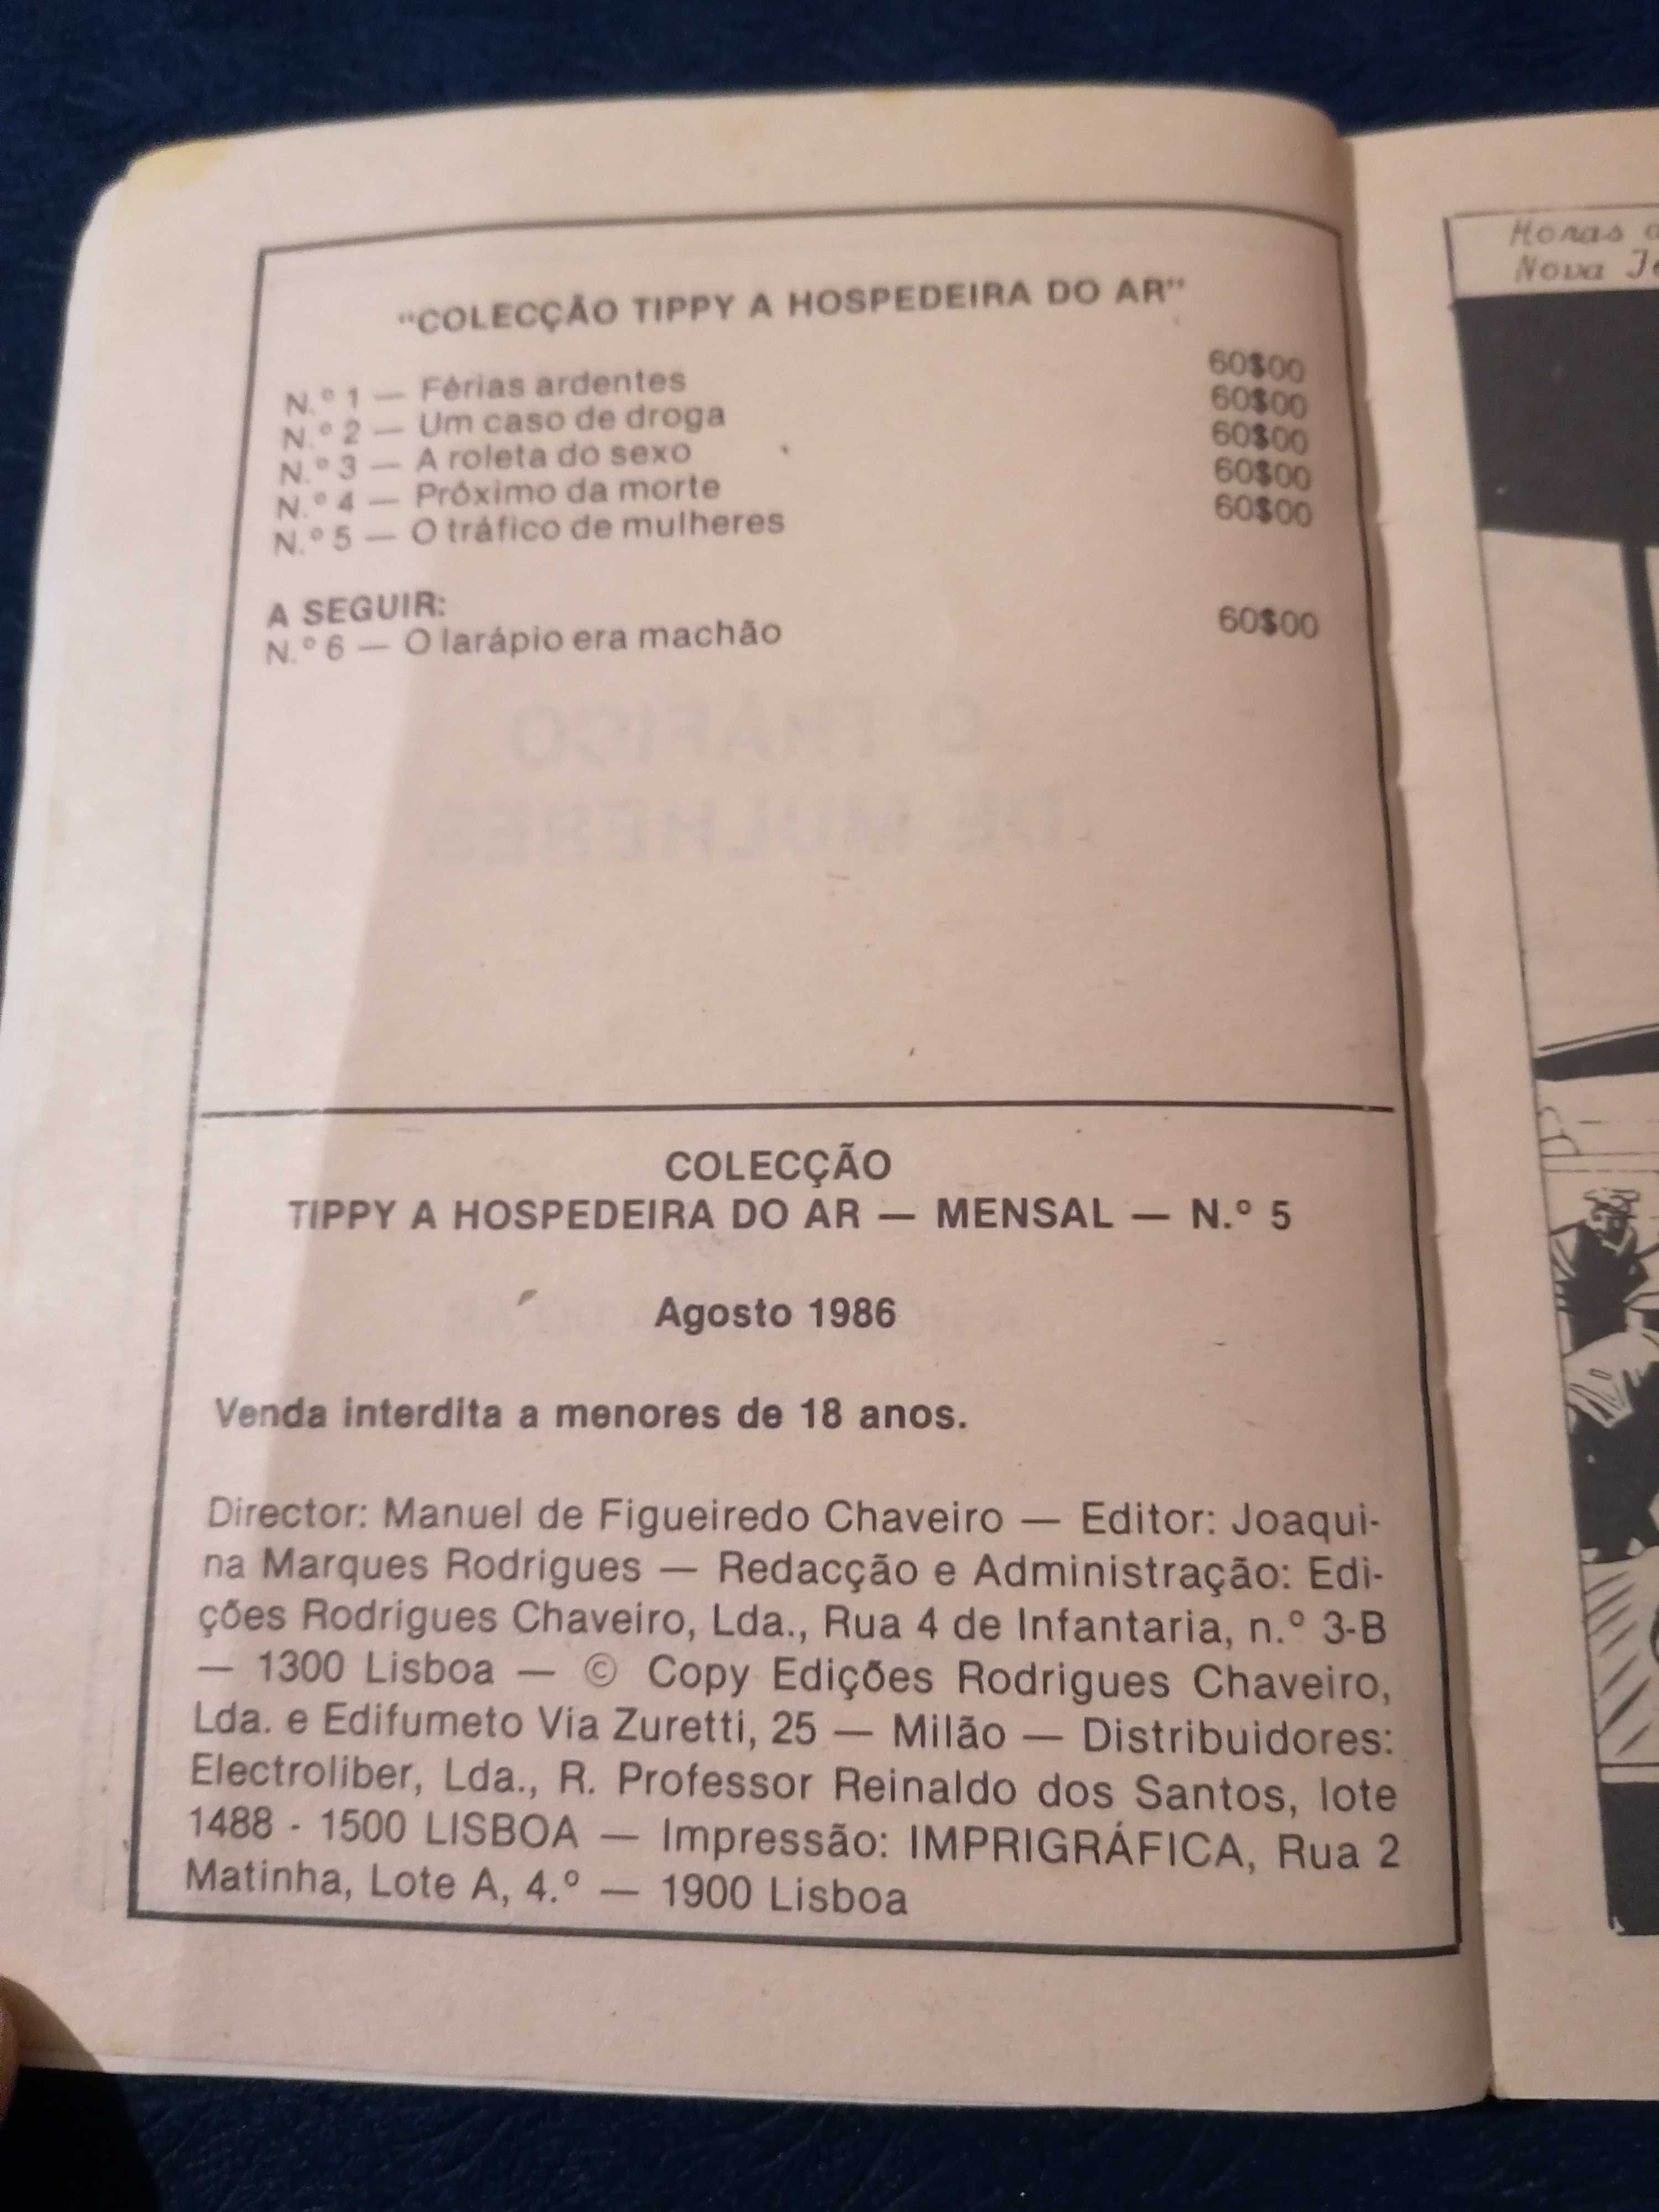 "COLECÇÃO TIPPY A HOSPEDEIRA DO AR"
N.º 1 — Férias ardentes 60$00
N.º 2 — Um caso de droga 60$00
N.º 3 — A roleta do sexo 60$00
N.º 4 — Próximo da morte 60$00
N.º 5 — O tráfico de mulheres 60$00
A SEGUIR:
N.º 6 — O larápio era machão 60$00
O TRÁFICO
DE MULHERES
COLECÇÃO
TIPPY A HOSPEDEIRA DO AR — MENSAL — N.º 5
Agosto 1986
Venda interdita a menores de 18 anos.
Director: Manuel de Figueiredo Chaveiro — Editor: Joaqui-
na Marques Rodrigues — Redacção e Administração: Edi-
ções Rodrigues Chaveiro, Lda., Rua 4 de Infantaria, n.º 3-B
— 1300 Lisboa — © Copy Edições Rodrigues Chaveiro,
Lda. e Edifumeto Via Zuretti, 25 — Milão — Distribuidores:
Electroliber, Lda., R. Professor Reinaldo dos Santos, lote
1488 - 1500 LISBOA — Impressão: IMPRIGRÁFICA, Rua 2
Matinha, Lote A, 4.º — 1900 Lisboa
Horas
Nova